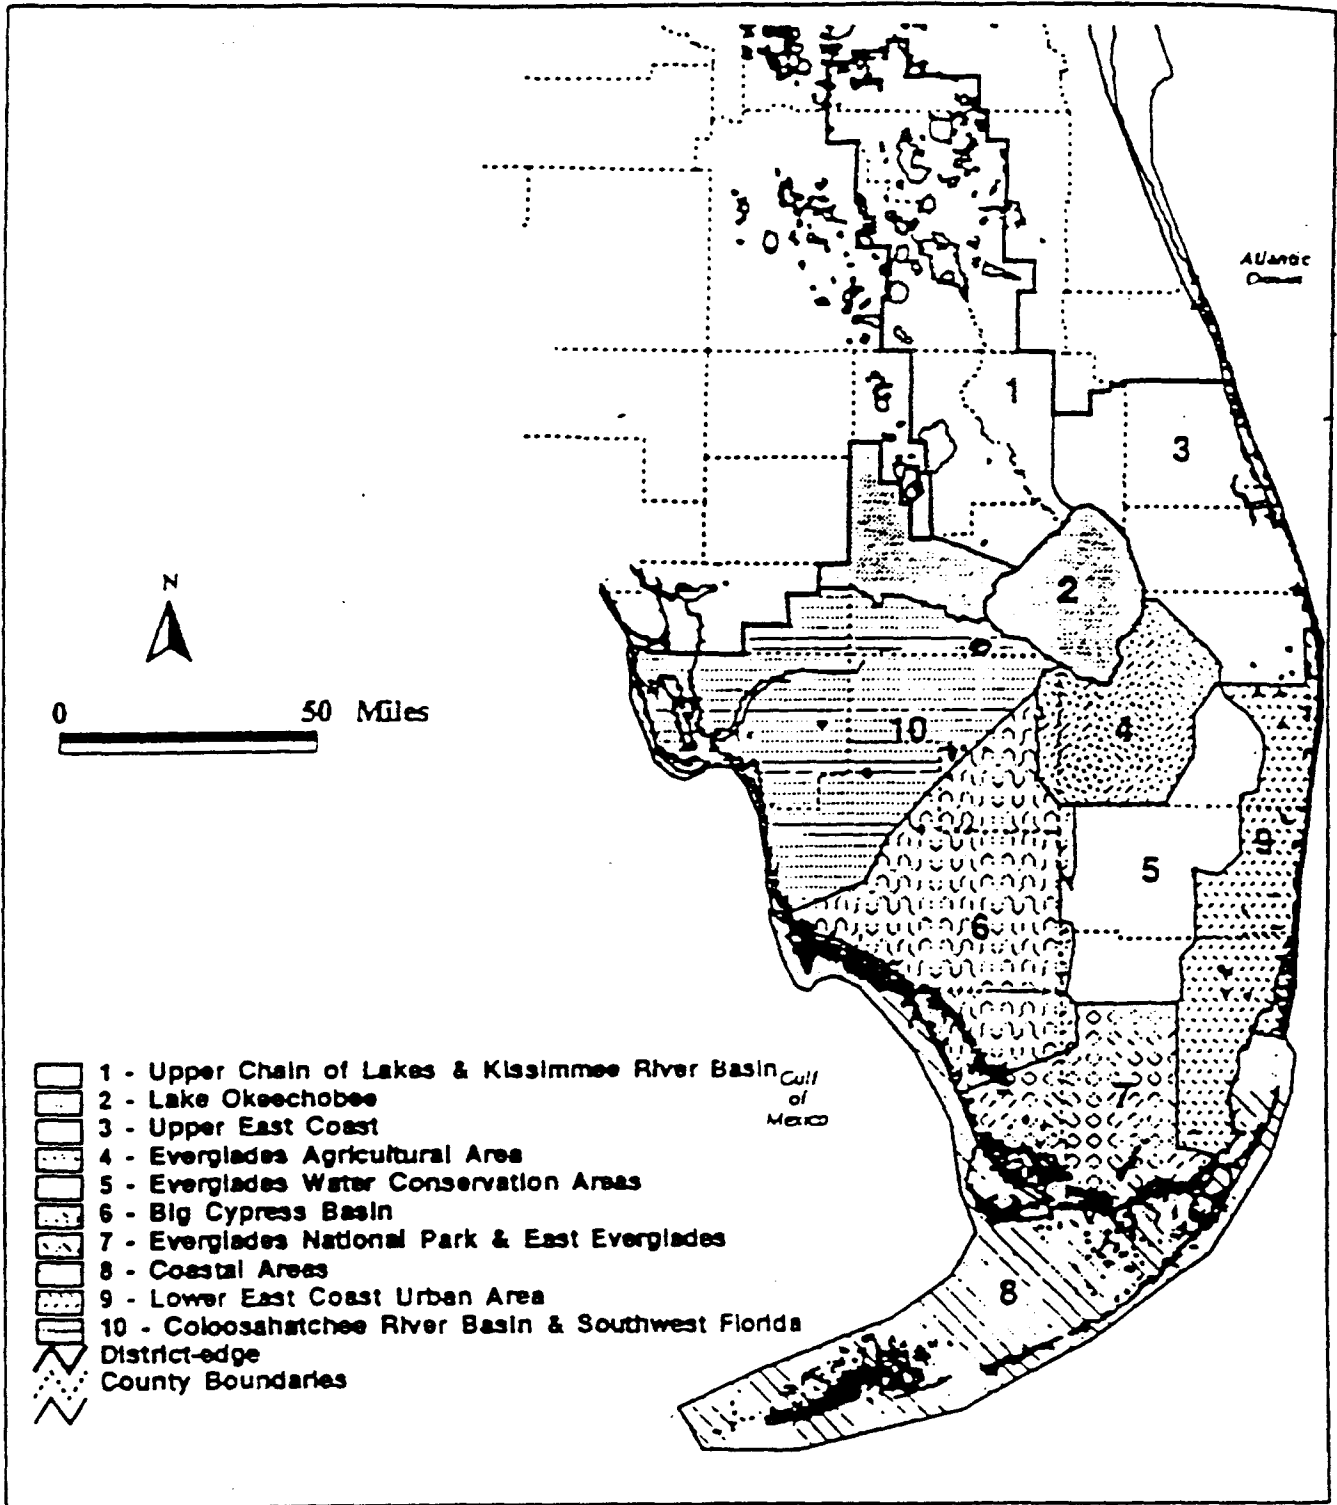 Atlantic
1
3
2
N
0 50 Miles
10
4
9
5
6
1 - Upper Chain of Lakes & Kissimmee River Basin
2 - Lake Okeechobee
3 - Upper East Coast
4 - Everglades Agricultural Area
5 - Everglades Water Conservation Areas
6 - Big Cypress Basin
7 - Everglades National Park & East Everglades
8 - Coastal Areas
9 - Lower East Coast Urban Area
10 - Coloosahatchee River Basin & Southwest Florida
District-edge
County Boundaries
Gulf
of
Mexico
7
8